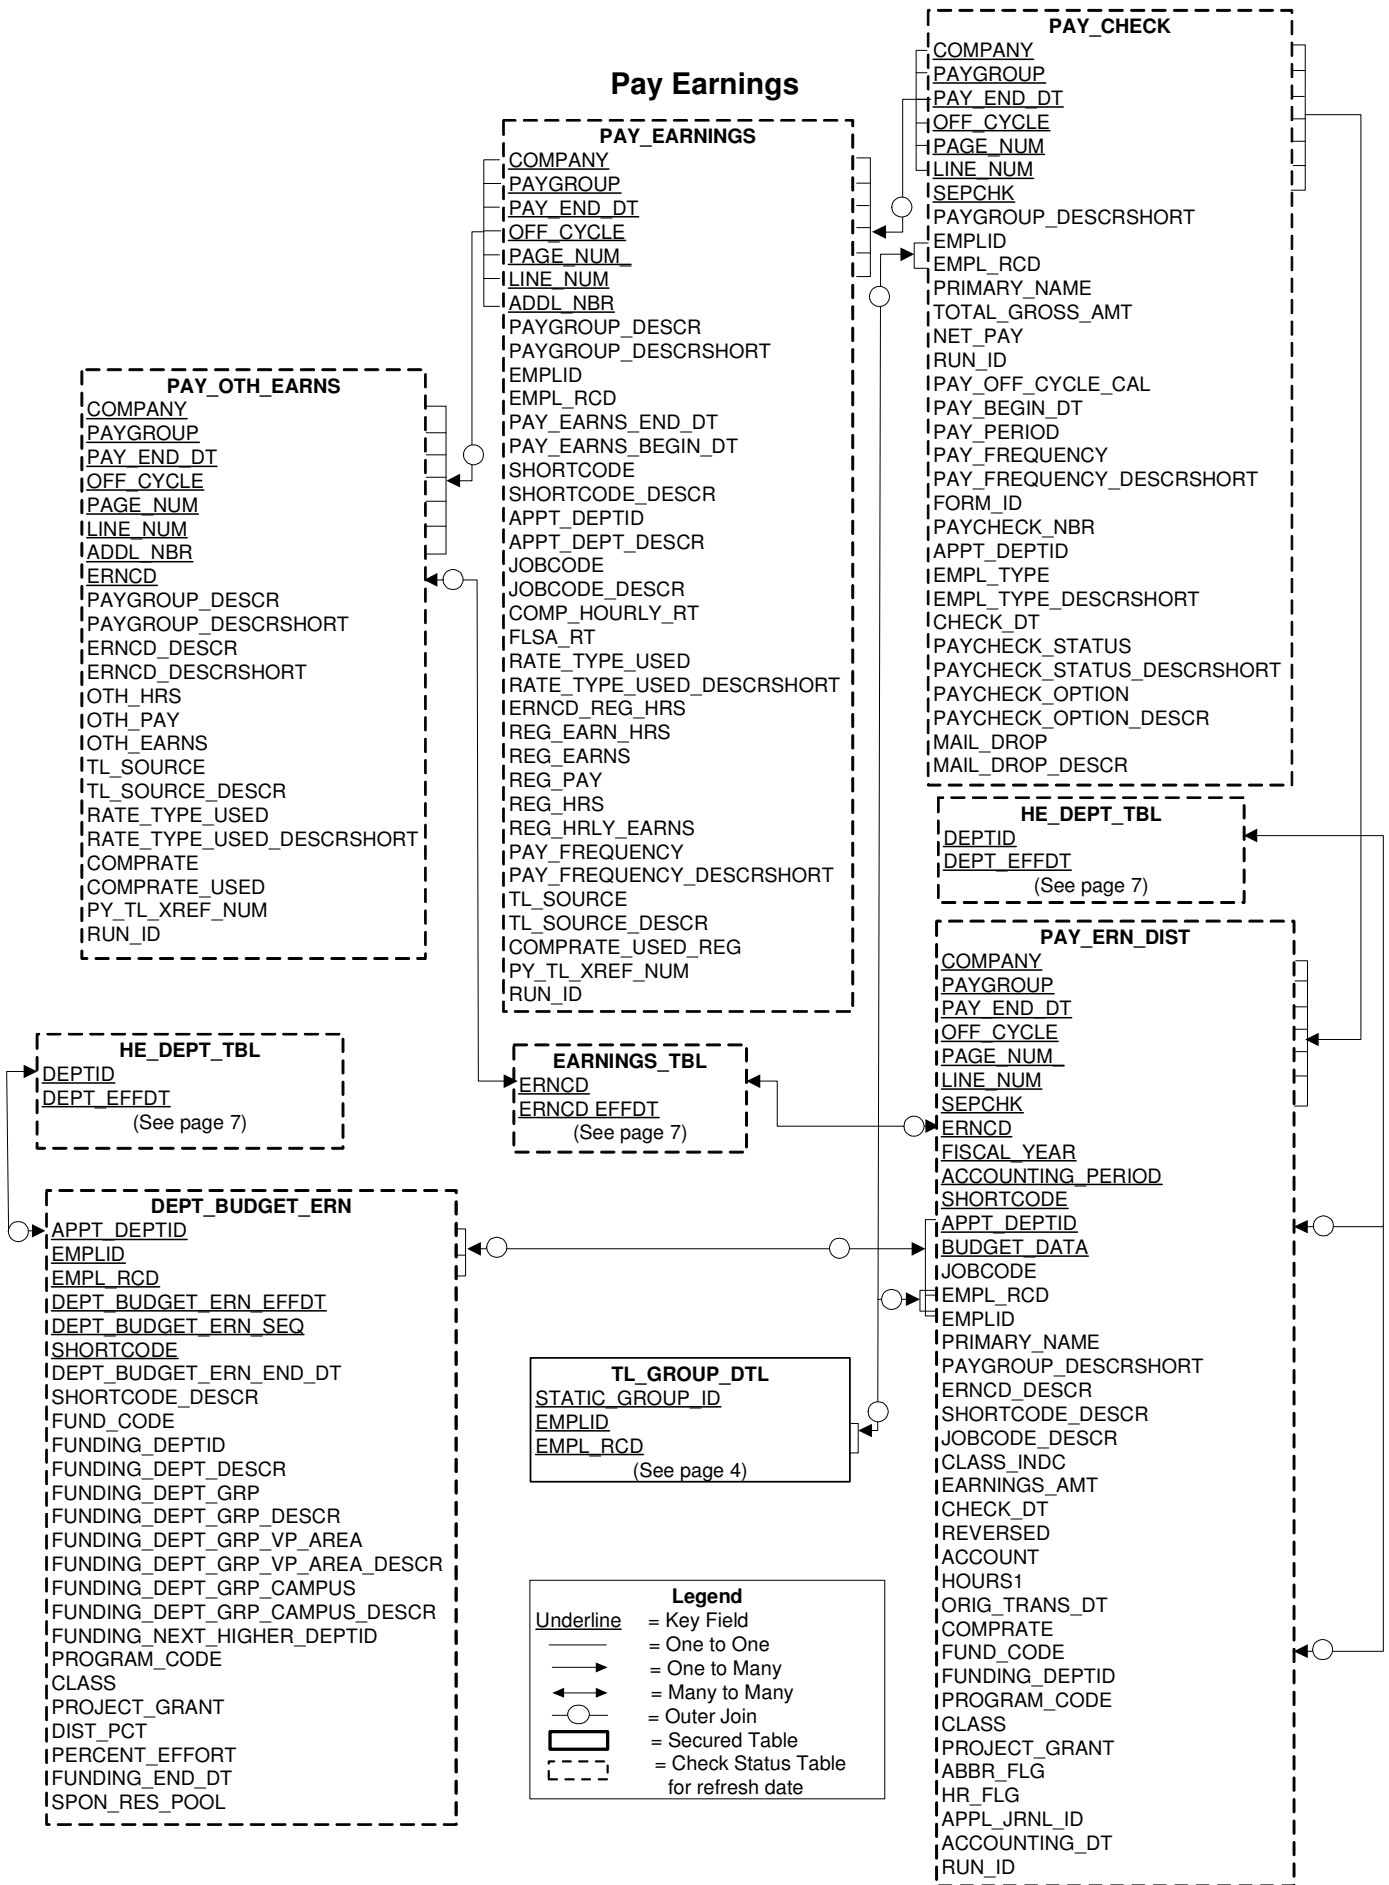 Pay Earnings
PAY_CHECK
COMPANY
PAYGROUP
PAY_END_DT
OFF_CYCLE
PAGE_NUM
LINE_NUM
SEPCHK
PAYGROUP_DESCRSHORT
EMPLID
EMPL_RCD
PRIMARY_NAME
TOTAL_GROSS_AMT
NET_PAY
RUN_ID
PAY_OFF_CYCLE_CAL
PAY_BEGIN_DT
PAY_PERIOD
PAY_FREQUENCY
PAY_FREQUENCY_DESCRSHORT
FORM_ID
PAYCHECK_NBR
APPT_DEPTID
EMPL_TYPE
EMPL_TYPE_DESCRSHORT
CHECK_DT
PAYCHECK_STATUS
PAYCHECK_STATUS_DESCRSHORT
PAYCHECK_OPTION
PAYCHECK_OPTION_DESCR
MAIL_DROP
MAIL_DROP_DESCR
PAY_EARNINGS
COMPANY
PAYGROUP
PAY_END_DT
OFF_CYCLE
PAGE_NUM_
LINE_NUM
ADDL_NBR
PAYGROUP_DESCR
PAYGROUP_DESCRSHORT
EMPLID
EMPL_RCD
PAY_EARNS_END_DT
PAY_EARNS_BEGIN_DT
SHORTCODE
SHORTCODE_DESCR
APPT_DEPTID
APPT_DEPT_DESCR
JOBCODE
JOBCODE_DESCR
COMP_HOURLY_RT
FLSA_RT
RATE_TYPE_USED
RATE_TYPE_USED_DESCRSHORT
ERNCD_REG_HRS
REG_EARN_HRS
REG_EARNS
REG_PAY
REG_HRS
REG_HRLY_EARNS
PAY_FREQUENCY
PAY_FREQUENCY_DESCRSHORT
TL_SOURCE
TL_SOURCE_DESCR
COMPRATE_USED_REG
PY_TL_XREF_NUM
RUN_ID
PAY_OTH_EARNS
COMPANY
PAYGROUP
PAY_END_DT
OFF_CYCLE
PAGE_NUM
LINE_NUM
ADDL_NBR
ERNCD
PAYGROUP_DESCR
PAYGROUP_DESCRSHORT
ERNCD_DESCR
ERNCD_DESCRSHORT
OTH_HRS
OTH_PAY
OTH_EARNS
TL_SOURCE
TL_SOURCE_DESCR
RATE_TYPE_USED
RATE_TYPE_USED_DESCRSHORT
COMPRATE
COMPRATE_USED
PY_TL_XREF_NUM
RUN_ID
HE_DEPT_TBL
DEPTID
DEPT_EFFDT
(See page 7)
PAY_ERN_DIST
COMPANY
PAYGROUP
PAY_END_DT
OFF_CYCLE
PAGE_NUM_
LINE_NUM
SEPCHK
ERNCD
FISCAL_YEAR
ACCOUNTING_PERIOD
SHORTCODE
APPT_DEPTID
BUDGET_DATA
JOBCODE
EMPL_RCD
EMPLID
PRIMARY_NAME
PAYGROUP_DESCRSHORT
ERNCD_DESCR
SHORTCODE_DESCR
JOBCODE_DESCR
CLASS_INDC
EARNINGS_AMT
CHECK_DT
REVERSED
ACCOUNT
HOURS1
ORIG_TRANS_DT
COMPRATE
FUND_CODE
FUNDING_DEPTID
PROGRAM_CODE
CLASS
PROJECT_GRANT
ABBR_FLG
HR_FLG
APPL_JRNL_ID
ACCOUNTING_DT
RUN_ID
HE_DEPT_TBL
DEPTID
DEPT_EFFDT
(See page 7)
EARNINGS_TBL
ERNCD
ERNCD EFFDT
(See page 7)
DEPT_BUDGET_ERN
APPT_DEPTID
EMPLID
EMPL_RCD
DEPT_BUDGET_ERN_EFFDT
DEPT_BUDGET_ERN_SEQ
SHORTCODE
DEPT_BUDGET_ERN_END_DT
SHORTCODE_DESCR
FUND_CODE
FUNDING_DEPTID
FUNDING_DEPT_DESCR
FUNDING_DEPT_GRP
FUNDING_DEPT_GRP_DESCR
FUNDING_DEPT_GRP_VP_AREA
FUNDING_DEPT_GRP_VP_AREA_DESCR
FUNDING_DEPT_GRP_CAMPUS
FUNDING_DEPT_GRP_CAMPUS_DESCR
FUNDING_NEXT_HIGHER_DEPTID
PROGRAM_CODE
CLASS
PROJECT_GRANT
DIST_PCT
PERCENT_EFFORT
FUNDING_END_DT
SPON_RES_POOL
TL_GROUP_DTL
STATIC_GROUP_ID
EMPLID
EMPL_RCD
(See page 4)
Legend
Underline = Key Field
= One to One
= One to Many
= Many to Many
= Outer Join
= Secured Table
= Check Status Table
for refresh date